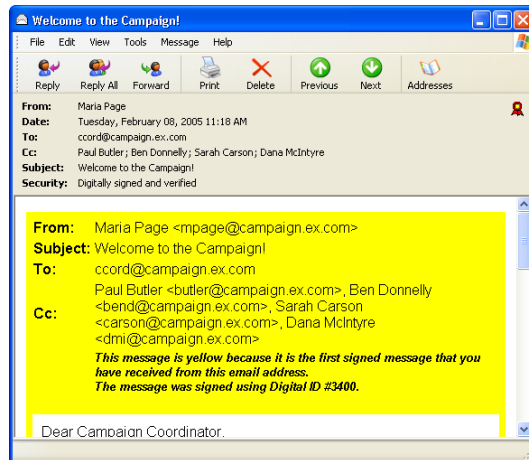 Welcome to the Campaign!
File Edit View Tools Message Help
Reply Reply All Forward Print Delete Previous Next Addresses
From: Maria Page
Date: Tuesday, February 08, 2005 11:18 AM
To: ccord@campaign.ex.com
Cc: Paul Butler; Ben Donnelly; Sarah Carson; Dana McIntyre
Subject: Welcome to the Campaign!
Security: Digitally signed and verified
From: Maria Page <mpage@campaign.ex.com>
Subject: Welcome to the Campaign!
To: ccord@campaign.ex.com
Cc: Paul Butler <butler@campaign.ex.com>, Ben Donnelly
<bend@campaign.ex.com>, Sarah Carson
<carson@campaign.ex.com>, Dana McIntyre
<dmi@campaign.ex.com>
This message is yellow because it is the first signed message that you
have received from this email address.
The message was signed using Digital ID #3400.
Dear Campaign Coordinator,